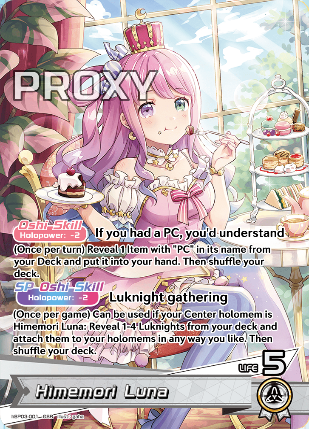 PROXY
Oshi Skill
Holopower: -2
If you had a PC, you'd understand
(Once per turn) Reveal 1 Item with "PC" in its name from
your Deck and put it into your hand. Then shuffle your
deck.
SP Oshi Skill
Holopower: -2
Luknight gathering
(Once per game) Can be used if your Center holomem is
Himemori Luna: Reveal 1-4 Luknights from your deck and
attach them to your holomems in any way you like. Then
shuffle your deck.
LIFE 5
Himemori Luna